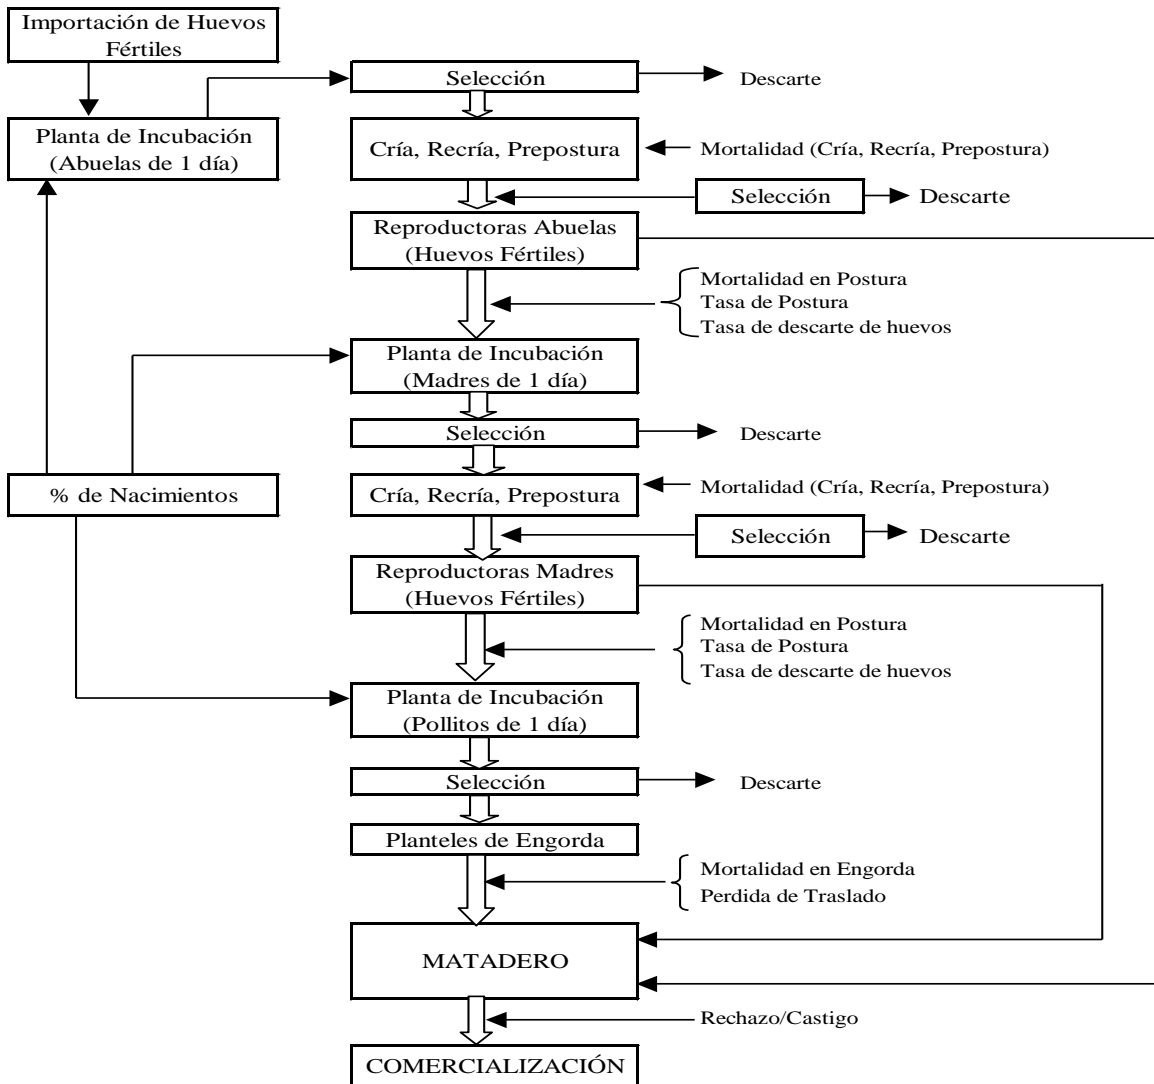 Importación de Huevos
Fértiles
Selección
Descarte
Planta de Incubación
(Abuelas de 1 día)
Cría, Recría, Prepostura
Mortalidad (Cría, Recría, Prepostura)
Selección
Descarte
Reproductoras Abuelas
(Huevos Fértiles)
Mortalidad en Postura
Tasa de Postura
Tasa de descarte de huevos
Planta de Incubación
(Madres de 1 día)
Selección
Descarte
% de Nacimientos
Cría, Recría, Prepostura
Mortalidad (Cría, Recría, Prepostura)
Selección
Descarte
Reproductoras Madres
(Huevos Fértiles)
Mortalidad en Postura
Tasa de Postura
Tasa de descarte de huevos
Planta de Incubación
(Pollitos de 1 día)
Selección
Descarte
Planteles de Engorda
Mortalidad en Engorda
Perdida de Traslado
MATADERO
Rechazo/Castigo
COMERCIALIZACIÓN